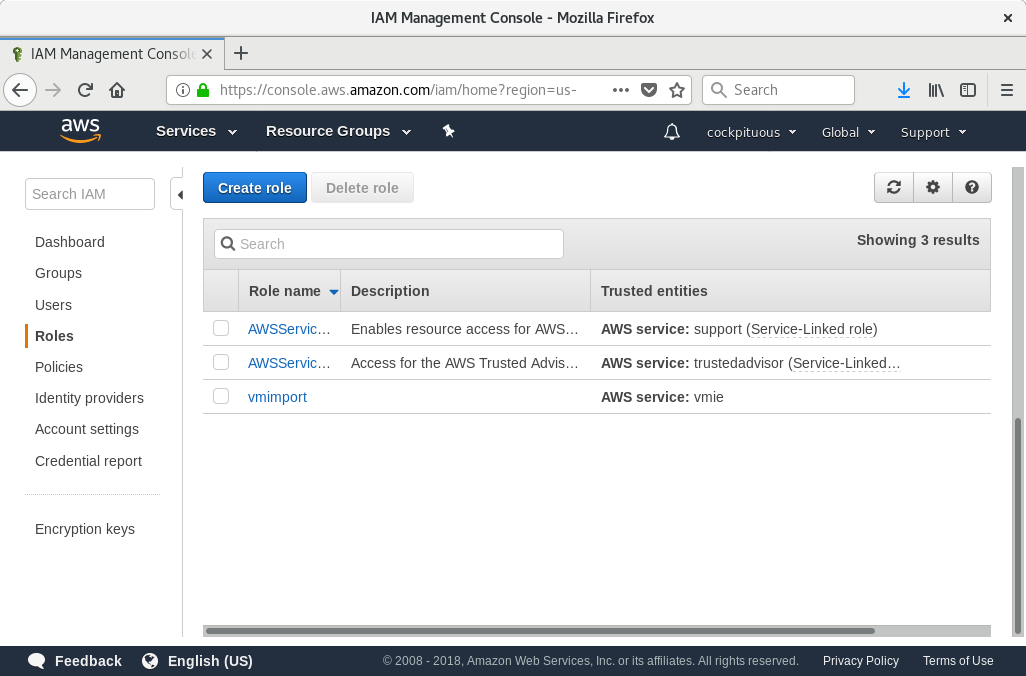 IAM Management Console - Mozilla Firefox
IAM Management Console
https://console.aws.amazon.com/iam/home?region=us-
Search
aws
Services
Resource Groups
cockpituous
Global
Support
Search IAM
Dashboard
Groups
Users
Roles
Policies
Identity providers
Account settings
Credential report
Encryption keys
Create role
Delete role
Search
Showing 3 results
Role name Description Trusted entities
AWSServic... Enables resource access for AWS... AWS service: support (Service-Linked role)
AWSServic... Access for the AWS Trusted Advis... AWS service: trustedadvisor (Service-Linked...
vmimport AWS service: vmie
Feedback English (US) © 2008 - 2018, Amazon Web Services, Inc. or its affiliates. All rights reserved. Privacy Policy Terms of Use